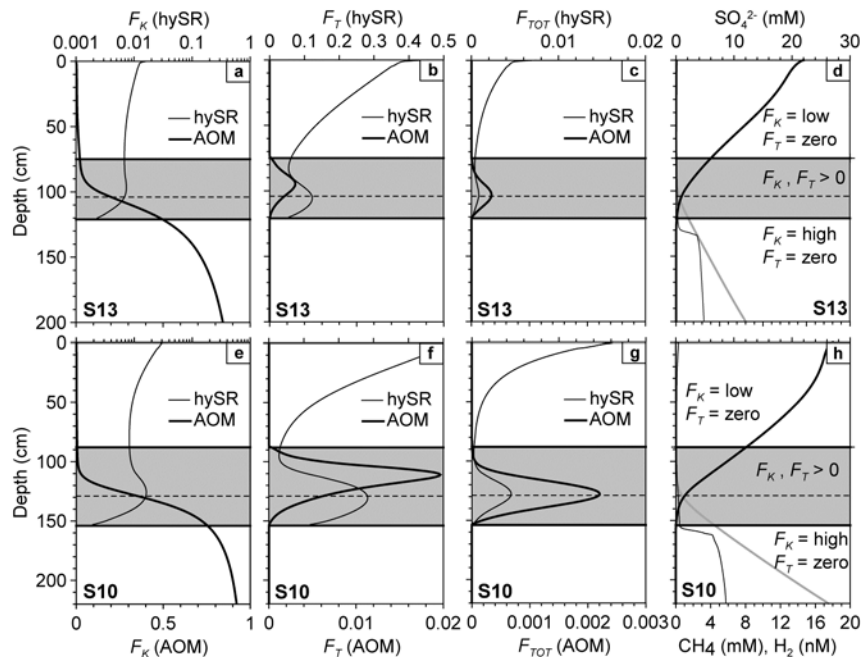 F_K (hySR) F_T (hySR) F_TOT (hySR) SO₄²⁻ (mM)
0.001 0.01 0.1 1 0 0.1 0.2 0.3 0.4 0.5 0 0.01 0.02 0 10 20 30
0 a b c d
50 hySR hySR hySR F_K = low
AOM AOM AOM F_T = zero
100 F_K , F_T > 0
Depth (cm)
150 F_K = high
F_T = zero
200 S13 S13 S13 S13
0 e f g h
50 hySR hySR hySR F_K = low
AOM AOM AOM F_T = zero
100 F_K , F_T > 0
Depth (cm)
150 F_K = high
F_T = zero
200 S10 S10 S10 S10
0 0.5 1 0 0.01 0.02 0 0.001 0.002 0.003 0 4 8 12 16 20
F_K (AOM) F_T (AOM) F_TOT (AOM) CH4 (mM), H₂ (nM)